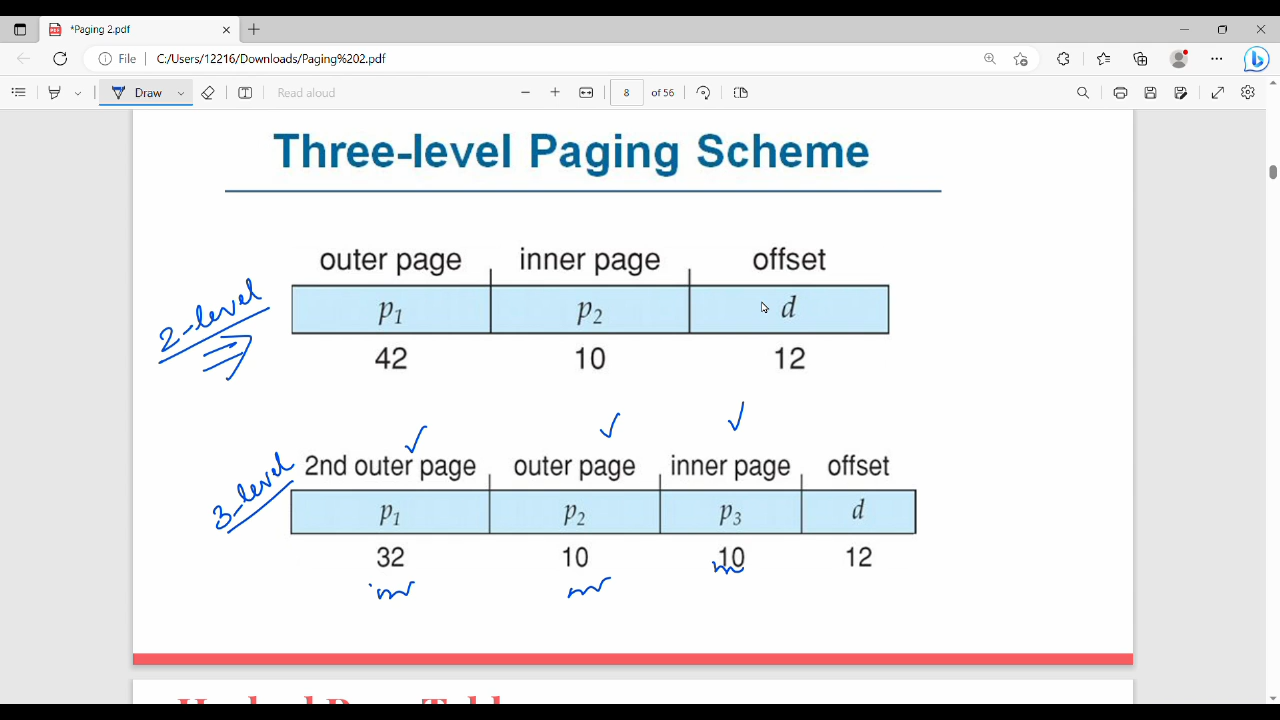 *Paging 2.pdf
File C:/Users/12216/Downloads/Paging%202.pdf
Draw Read aloud 8 of 56
Three-level Paging Scheme
outer page inner page offset
2-level p1 p2 d
42 10 12
2nd outer page outer page inner page offset
3-level p1 p2 p3 d
32 10 10 12